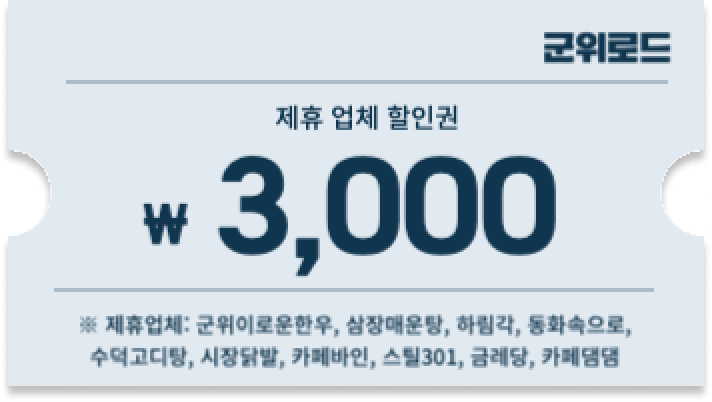 군위로드
제휴 업체 할인권
₩ 3,000
※ 제휴업체: 군위이로운한우, 삼장매운탕, 하림각, 동화속으로,
수덕고디탕, 시장닭발, 카페바인, 스틸301, 금레당, 카페댐댐